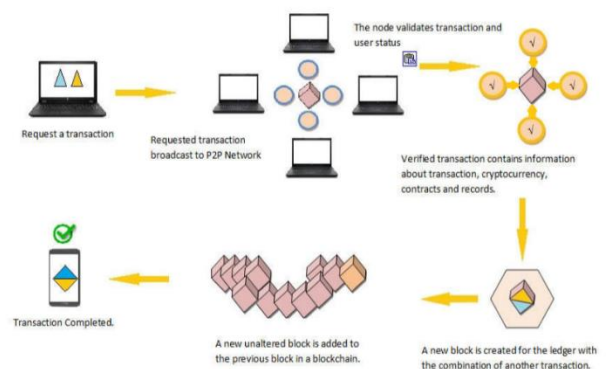 The node validates transaction and
user status
Request a transaction
Requested transaction
broadcast to P2P Network
√
√
√
√
Verified transaction contains information
about transaction, cryptocurrency,
contracts and records.
Transaction Completed.
A new unaltered block is added to
the previous block in a blockchain.
A new block is created for the ledger with
the combination of another transaction.